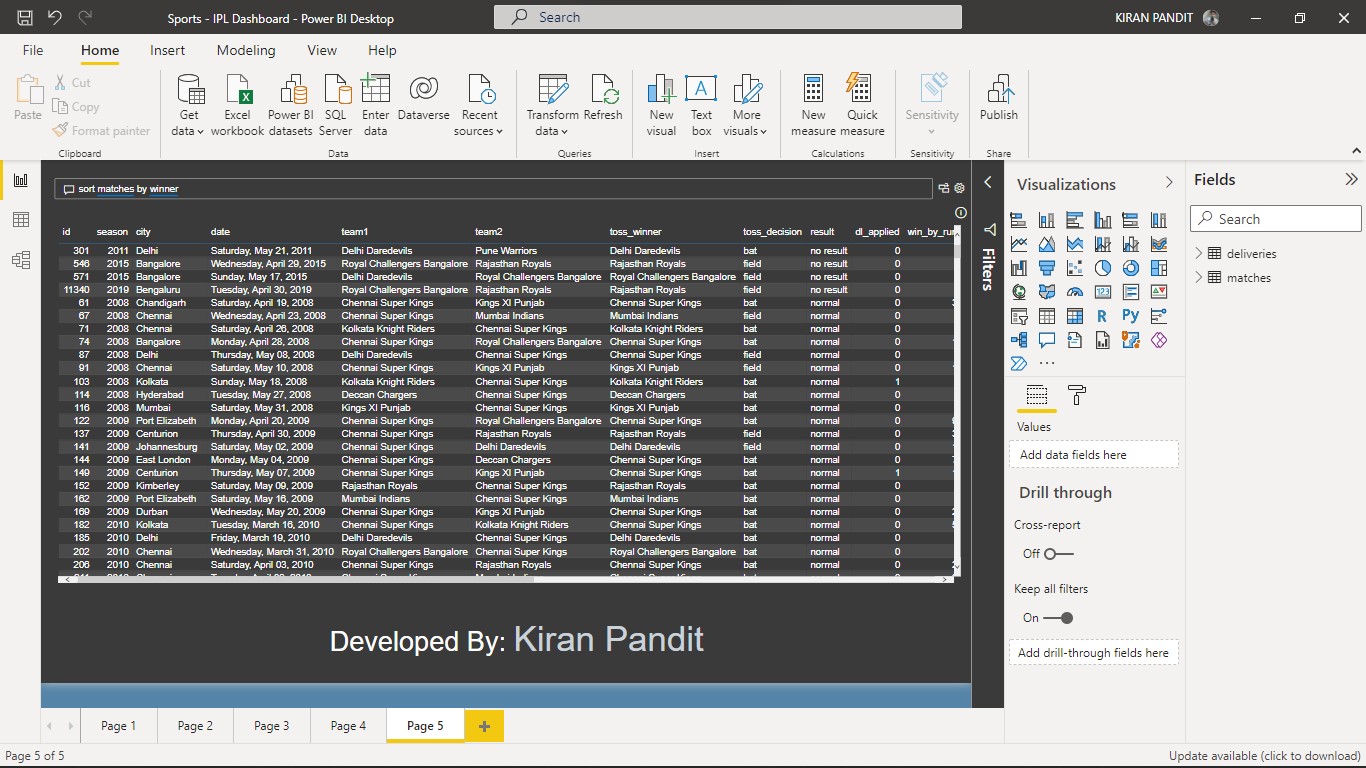 Sports - IPL Dashboard - Power BI Desktop
Search
KIRAN PANDIT
File Home Insert Modeling View Help
Paste
Cut
Copy
Format painter
Clipboard
Get data
Excel workbook
Power BI datasets
SQL Server
Enter data
Dataverse
Recent sources
Data
Transform data
Refresh
Queries
New visual
Text box
More visuals
Insert
New measure
Quick measure
Calculations
Sensitivity
Sensitivity
Publish
Share
sort matches by winner
id season city date team1 team2 toss_winner toss_decision result dl_applied win_by_ru
301 2011 Delhi Saturday, May 21, 2011 Delhi Daredevils Pune Warriors Delhi Daredevils bat no result 0
546 2015 Bangalore Wednesday, April 29, 2015 Royal Challengers Bangalore Rajasthan Royals Rajasthan Royals field no result 0
571 2015 Bangalore Sunday, May 17, 2015 Delhi Daredevils Royal Challengers Bangalore Royal Challengers Bangalore field no result 0
11340 2019 Bengaluru Tuesday, April 30, 2019 Royal Challengers Bangalore Rajasthan Royals Rajasthan Royals field no result 0
61 2008 Chandigarh Saturday, April 19, 2008 Chennai Super Kings Kings XI Punjab Chennai Super Kings bat normal 0
67 2008 Chennai Wednesday, April 23, 2008 Chennai Super Kings Mumbai Indians Mumbai Indians field normal 0
71 2008 Chennai Saturday, April 26, 2008 Kolkata Knight Riders Chennai Super Kings Kolkata Knight Riders bat normal 0
74 2008 Bangalore Monday, April 28, 2008 Chennai Super Kings Royal Challengers Bangalore Chennai Super Kings bat normal 0
87 2008 Delhi Thursday, May 08, 2008 Delhi Daredevils Chennai Super Kings Chennai Super Kings field normal 0
91 2008 Chennai Saturday, May 10, 2008 Chennai Super Kings Kings XI Punjab Kings XI Punjab field normal 0
103 2008 Kolkata Sunday, May 18, 2008 Kolkata Knight Riders Chennai Super Kings Kolkata Knight Riders bat normal 1
114 2008 Hyderabad Tuesday, May 27, 2008 Deccan Chargers Chennai Super Kings Deccan Chargers bat normal 0
116 2008 Mumbai Saturday, May 31, 2008 Kings XI Punjab Chennai Super Kings Kings XI Punjab bat normal 0
122 2009 Port Elizabeth Monday, April 20, 2009 Chennai Super Kings Royal Challengers Bangalore Chennai Super Kings bat normal 0
137 2009 Centurion Thursday, April 30, 2009 Chennai Super Kings Rajasthan Royals Rajasthan Royals field normal 0
141 2009 Johannesburg Saturday, May 02, 2009 Chennai Super Kings Delhi Daredevils Delhi Daredevils field normal 0
144 2009 East London Monday, May 04, 2009 Chennai Super Kings Deccan Chargers Chennai Super Kings bat normal 0
149 2009 Centurion Thursday, May 07, 2009 Chennai Super Kings Kings XI Punjab Chennai Super Kings bat normal 1
152 2009 Kimberley Saturday, May 09, 2009 Rajasthan Royals Chennai Super Kings Rajasthan Royals bat normal 0
162 2009 Port Elizabeth Saturday, May 16, 2009 Mumbai Indians Chennai Super Kings Mumbai Indians bat normal 0
169 2009 Durban Wednesday, May 20, 2009 Chennai Super Kings Kings XI Punjab Chennai Super Kings bat normal 0
182 2010 Kolkata Tuesday, March 16, 2010 Chennai Super Kings Kolkata Knight Riders Chennai Super Kings bat normal 0
185 2010 Delhi Friday, March 19, 2010 Delhi Daredevils Chennai Super Kings Delhi Daredevils bat normal 0
202 2010 Chennai Wednesday, March 31, 2010 Royal Challengers Bangalore Chennai Super Kings Royal Challengers Bangalore bat normal 0
206 2010 Chennai Saturday, April 03, 2010 Chennai Super Kings Rajasthan Royals Chennai Super Kings bat normal 0
Developed By: Kiran Pandit
Filters
Visualizations
123
R
Py
Values
Add data fields here
Drill through
Cross-report
Off
Keep all filters
On
Add drill-through fields here
Fields
Search
deliveries
matches
Page 1 Page 2 Page 3 Page 4 Page 5 +
Page 5 of 5
Update available (click to download)